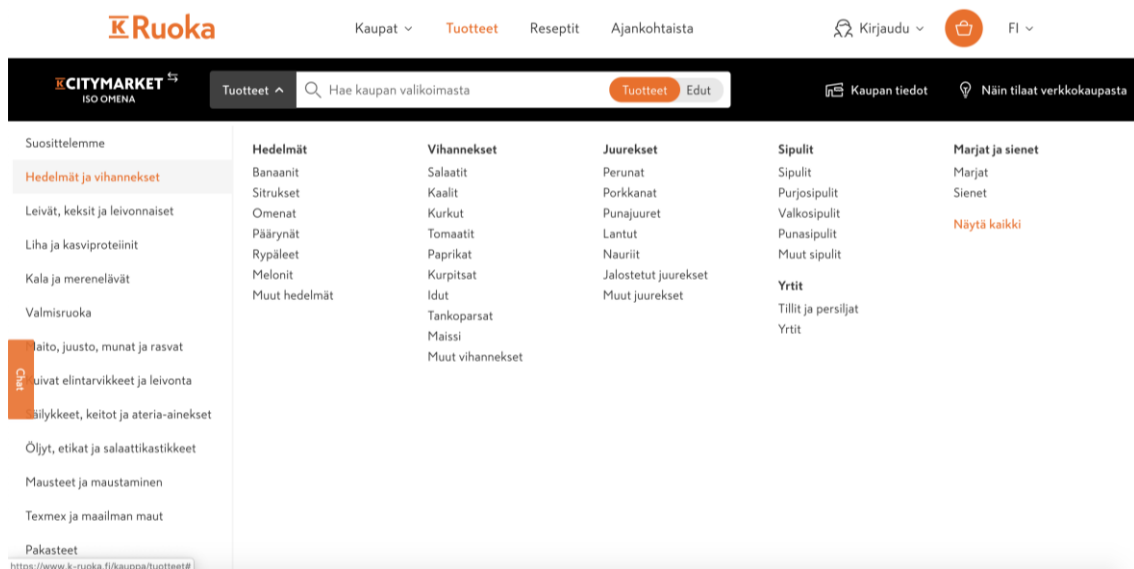 K Ruoka
Kaupat
Tuotteet
Reseptit
Ajankohtaista
Kirjaudu
FI
K CITYMARKET
ISO OMENA
Tuotteet
Hae kaupan valikoimasta
Tuotteet
Edut
Kaupan tiedot
Näin tilaat verkkokaupasta
Suosittelemme
Hedelmät ja vihannekset
Leivät, keksit ja leivonnaiset
Liha ja kasviproteiinit
Kala ja merenelävät
Valmisruoka
Maito, juusto, munat ja rasvat
Kuivat elintarvikkeet ja leivonta
Säilykkeet, keitot ja ateria-ainekset
Öljyt, etikat ja salaattikastikkeet
Mausteet ja maustaminen
Texmex ja maailman maut
Pakasteet
Chat
https://www.k-ruoka.fi/kauppa/tuotteet#
Hedelmät
Banaanit
Sitrukset
Omenat
Päärynät
Rypäleet
Melonit
Muut hedelmät
Vihannekset
Salaatit
Kaalit
Kurkut
Tomaatit
Paprikat
Kurpitsat
Idut
Tankoparsat
Maissi
Muut vihannekset
Juurekset
Perunat
Porkkanat
Punajuuret
Lantut
Nauriit
Jalostetut juurekset
Muut juurekset
Sipulit
Sipulit
Purjosipulit
Valkosipulit
Punasipulit
Muut sipulit
Yrtit
Tillit ja persiljat
Yrtit
Marjat ja sienet
Marjat
Sienet
Näytä kaikki